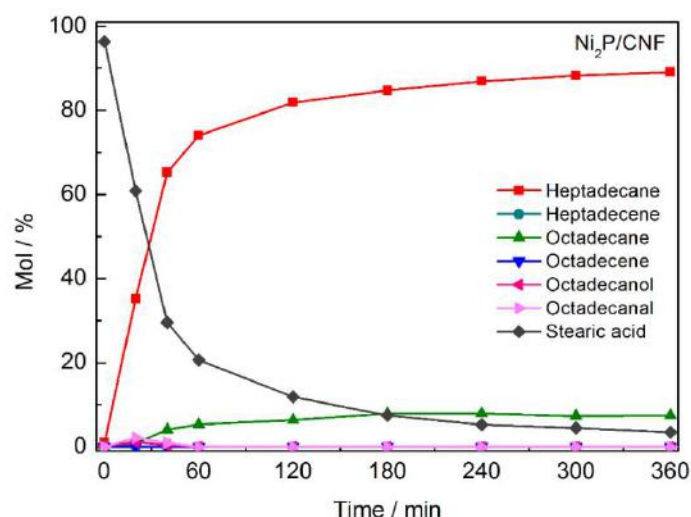 100
Ni₂P/CNF
80
60
40
20
0
Mol / %
Heptadecane
Heptadecene
Octadecane
Octadecene
Octadecanol
Octadecanal
Stearic acid
0 60 120 180 240 300 360
Time / min